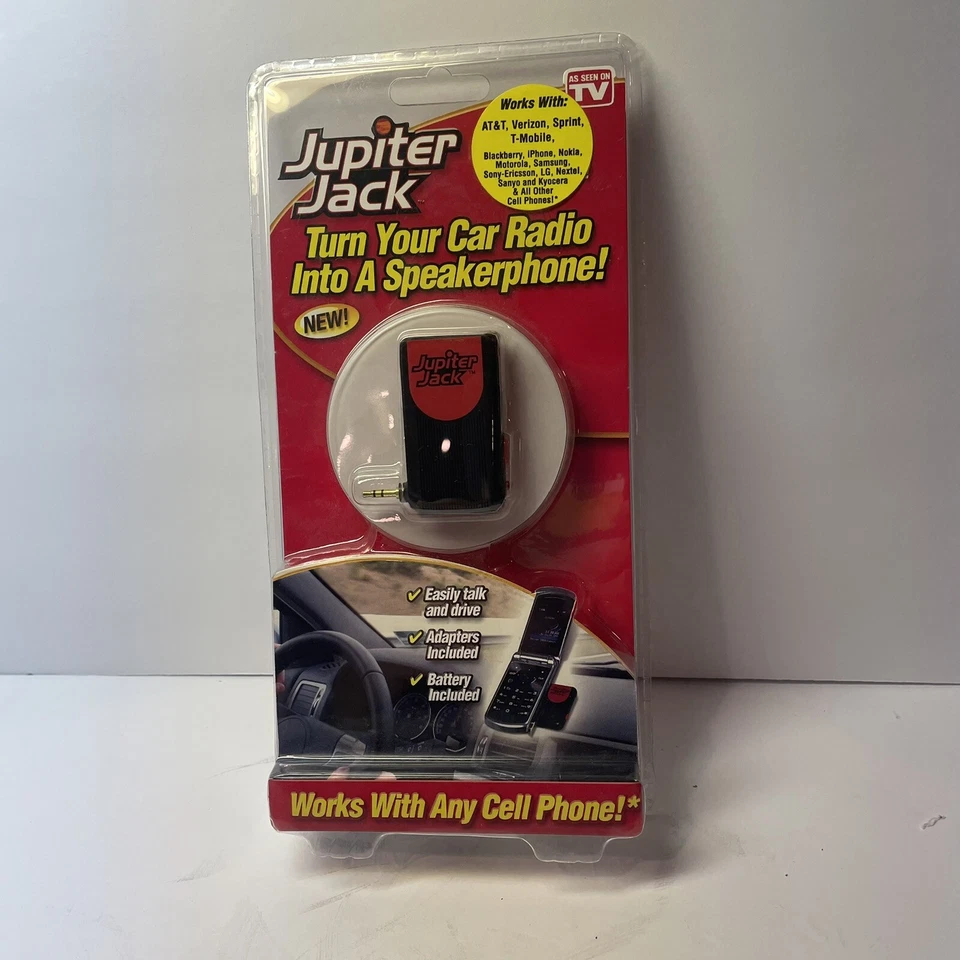 AS SEEN ON
TV
Works With:
AT&T, Verizon, Sprint,
T-Mobile,
Blackberry, iPhone, Nokia,
Motorola, Samsung,
Sony-Ericsson, LG, Nextel,
Sanyo and Kyocera
& All Other
Cell Phones!*
Jupiter
Jack
Turn Your Car Radio
Into A Speakerphone!
NEW!
Jupiter
Jack™
✓ Easily talk
and drive
✓ Adapters
Included
✓ Battery
Included
Works With Any Cell Phone!*